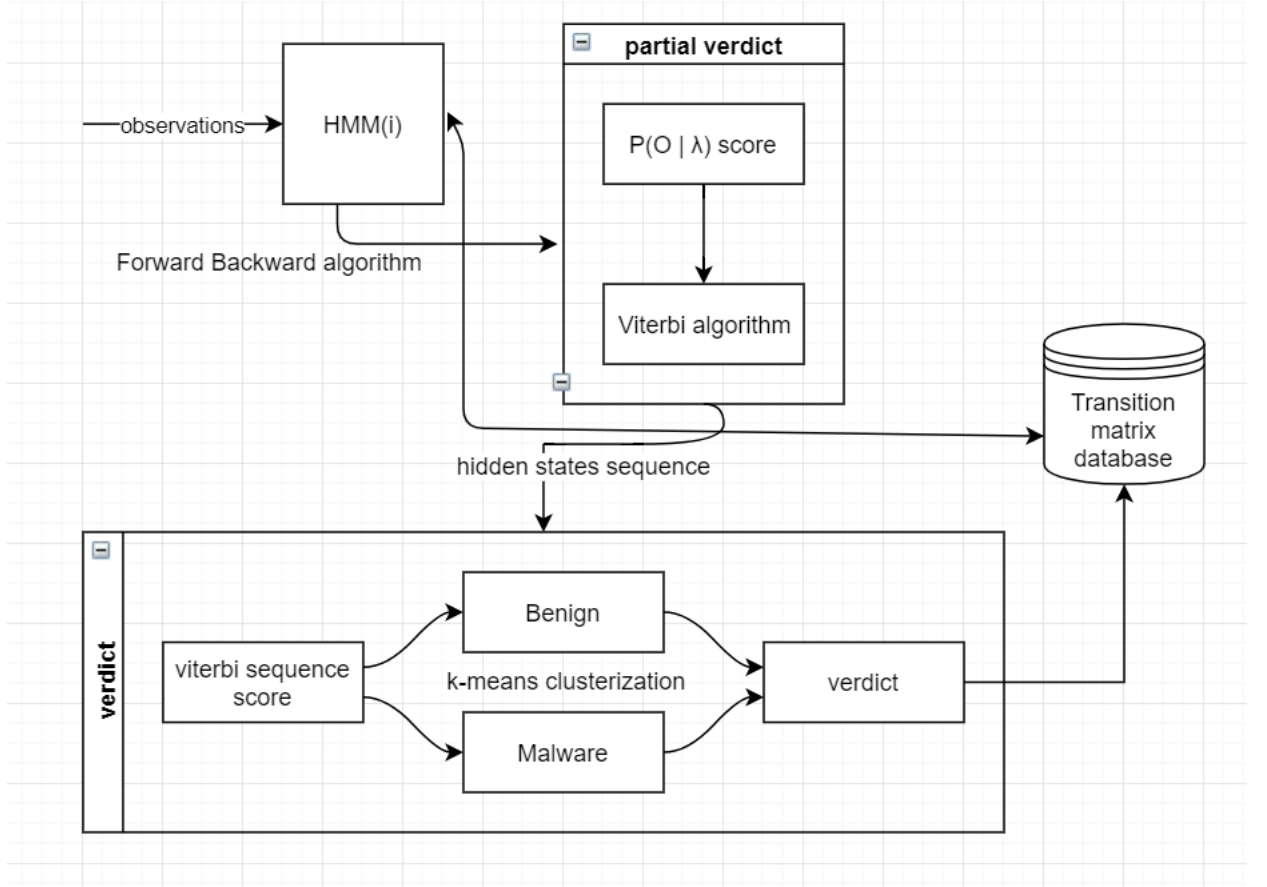 partial verdict
observations
HMM(i)
P(O | λ) score
Forward Backward algorithm
Viterbi algorithm
Transition
matrix
database
hidden states sequence
verdict
Benign
viterbi sequence
score
k-means clusterization
verdict
Malware